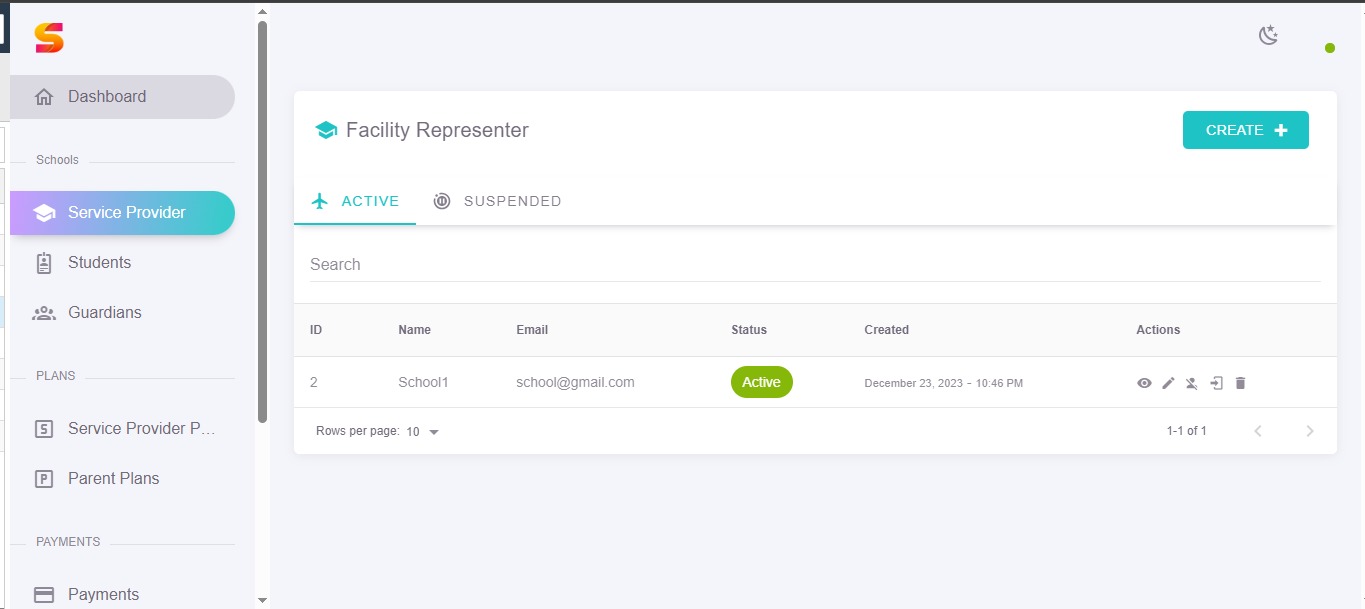 Dashboard
Schools
Service Provider
Students
Guardians
PLANS
Service Provider P...
Parent Plans
PAYMENTS
Payments
Facility Representer
CREATE
ACTIVE SUSPENDED
Search
ID Name Email Status Created Actions
2 School1 school@gmail.com Active December 23, 2023 - 10:46 PM
Rows per page: 10 1-1 of 1